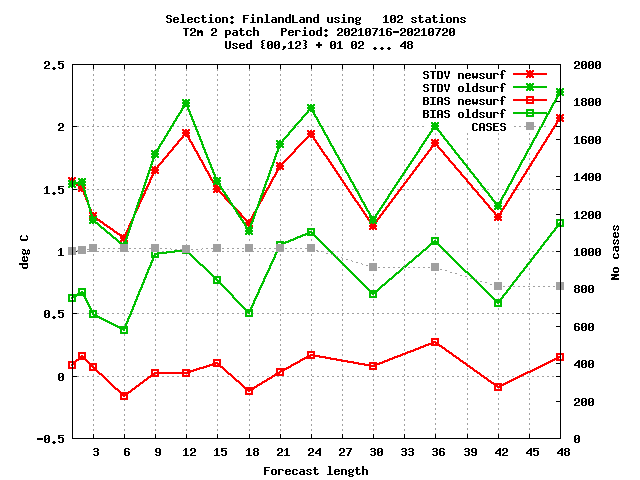 Selection: FinlandLand using   102 stations
T2m 2 patch   Period: 20210716-20210720
Used {00,12} + 01 02 ... 48
2.5
2
1.5
1
0.5
0
-0.5
2000
1800
1600
1400
1200
1000
800
600
400
200
0
STDV newsurf
STDV oldsurf
BIAS newsurf
BIAS oldsurf
CASES
deg C
No cases
3 6 9 12 15 18 21 24 27 30 33 36 39 42 45 48
Forecast length